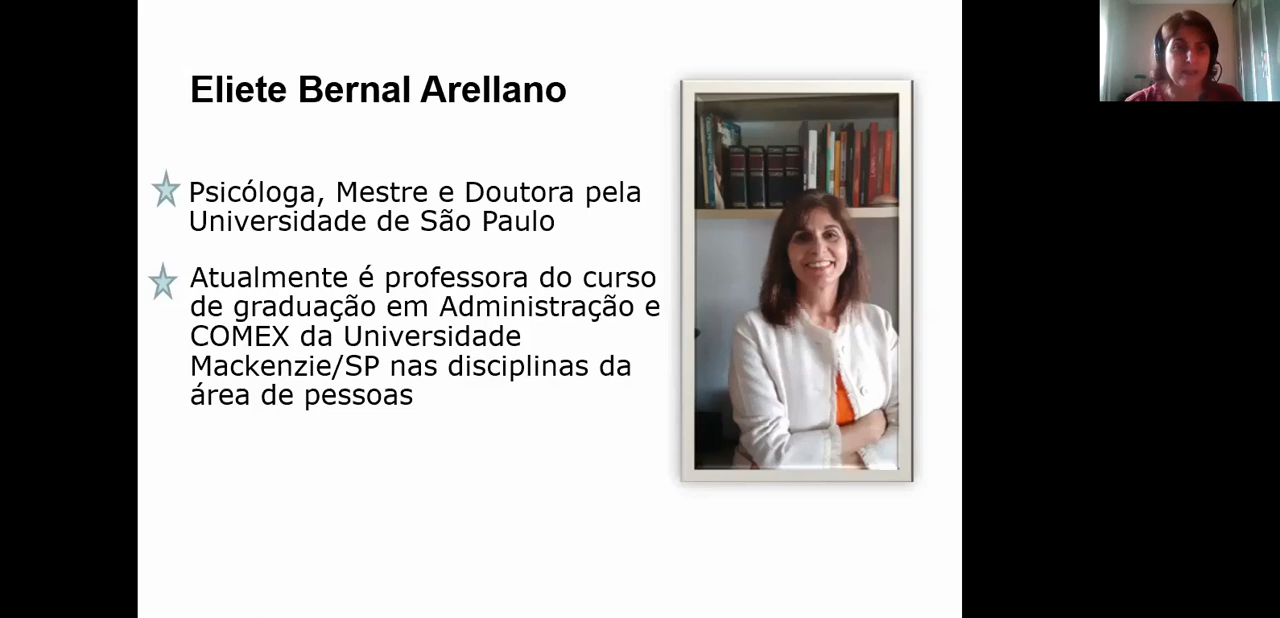 Eliete Bernal Arellano
Psicóloga, Mestre e Doutora pela
Universidade de São Paulo
Atualmente é professora do curso
de graduação em Administração e
COMEX da Universidade
Mackenzie/SP nas disciplinas da
área de pessoas